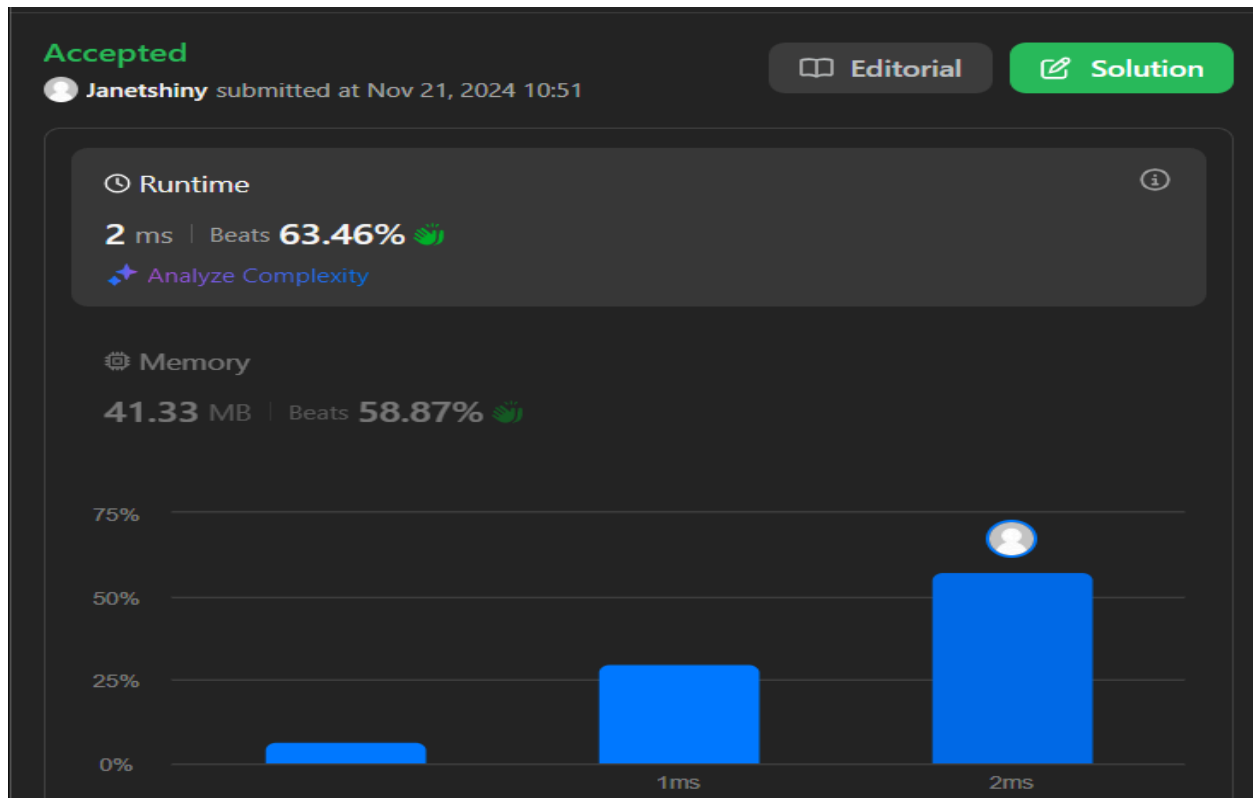 Accepted
Editorial
Solution
Janetshiny submitted at Nov 21, 2024 10:51
Runtime
2 ms | Beats 63.46%
Analyze Complexity
Memory
41.33 MB | Beats 58.87%
75%
50%
25%
0%
1ms
2ms